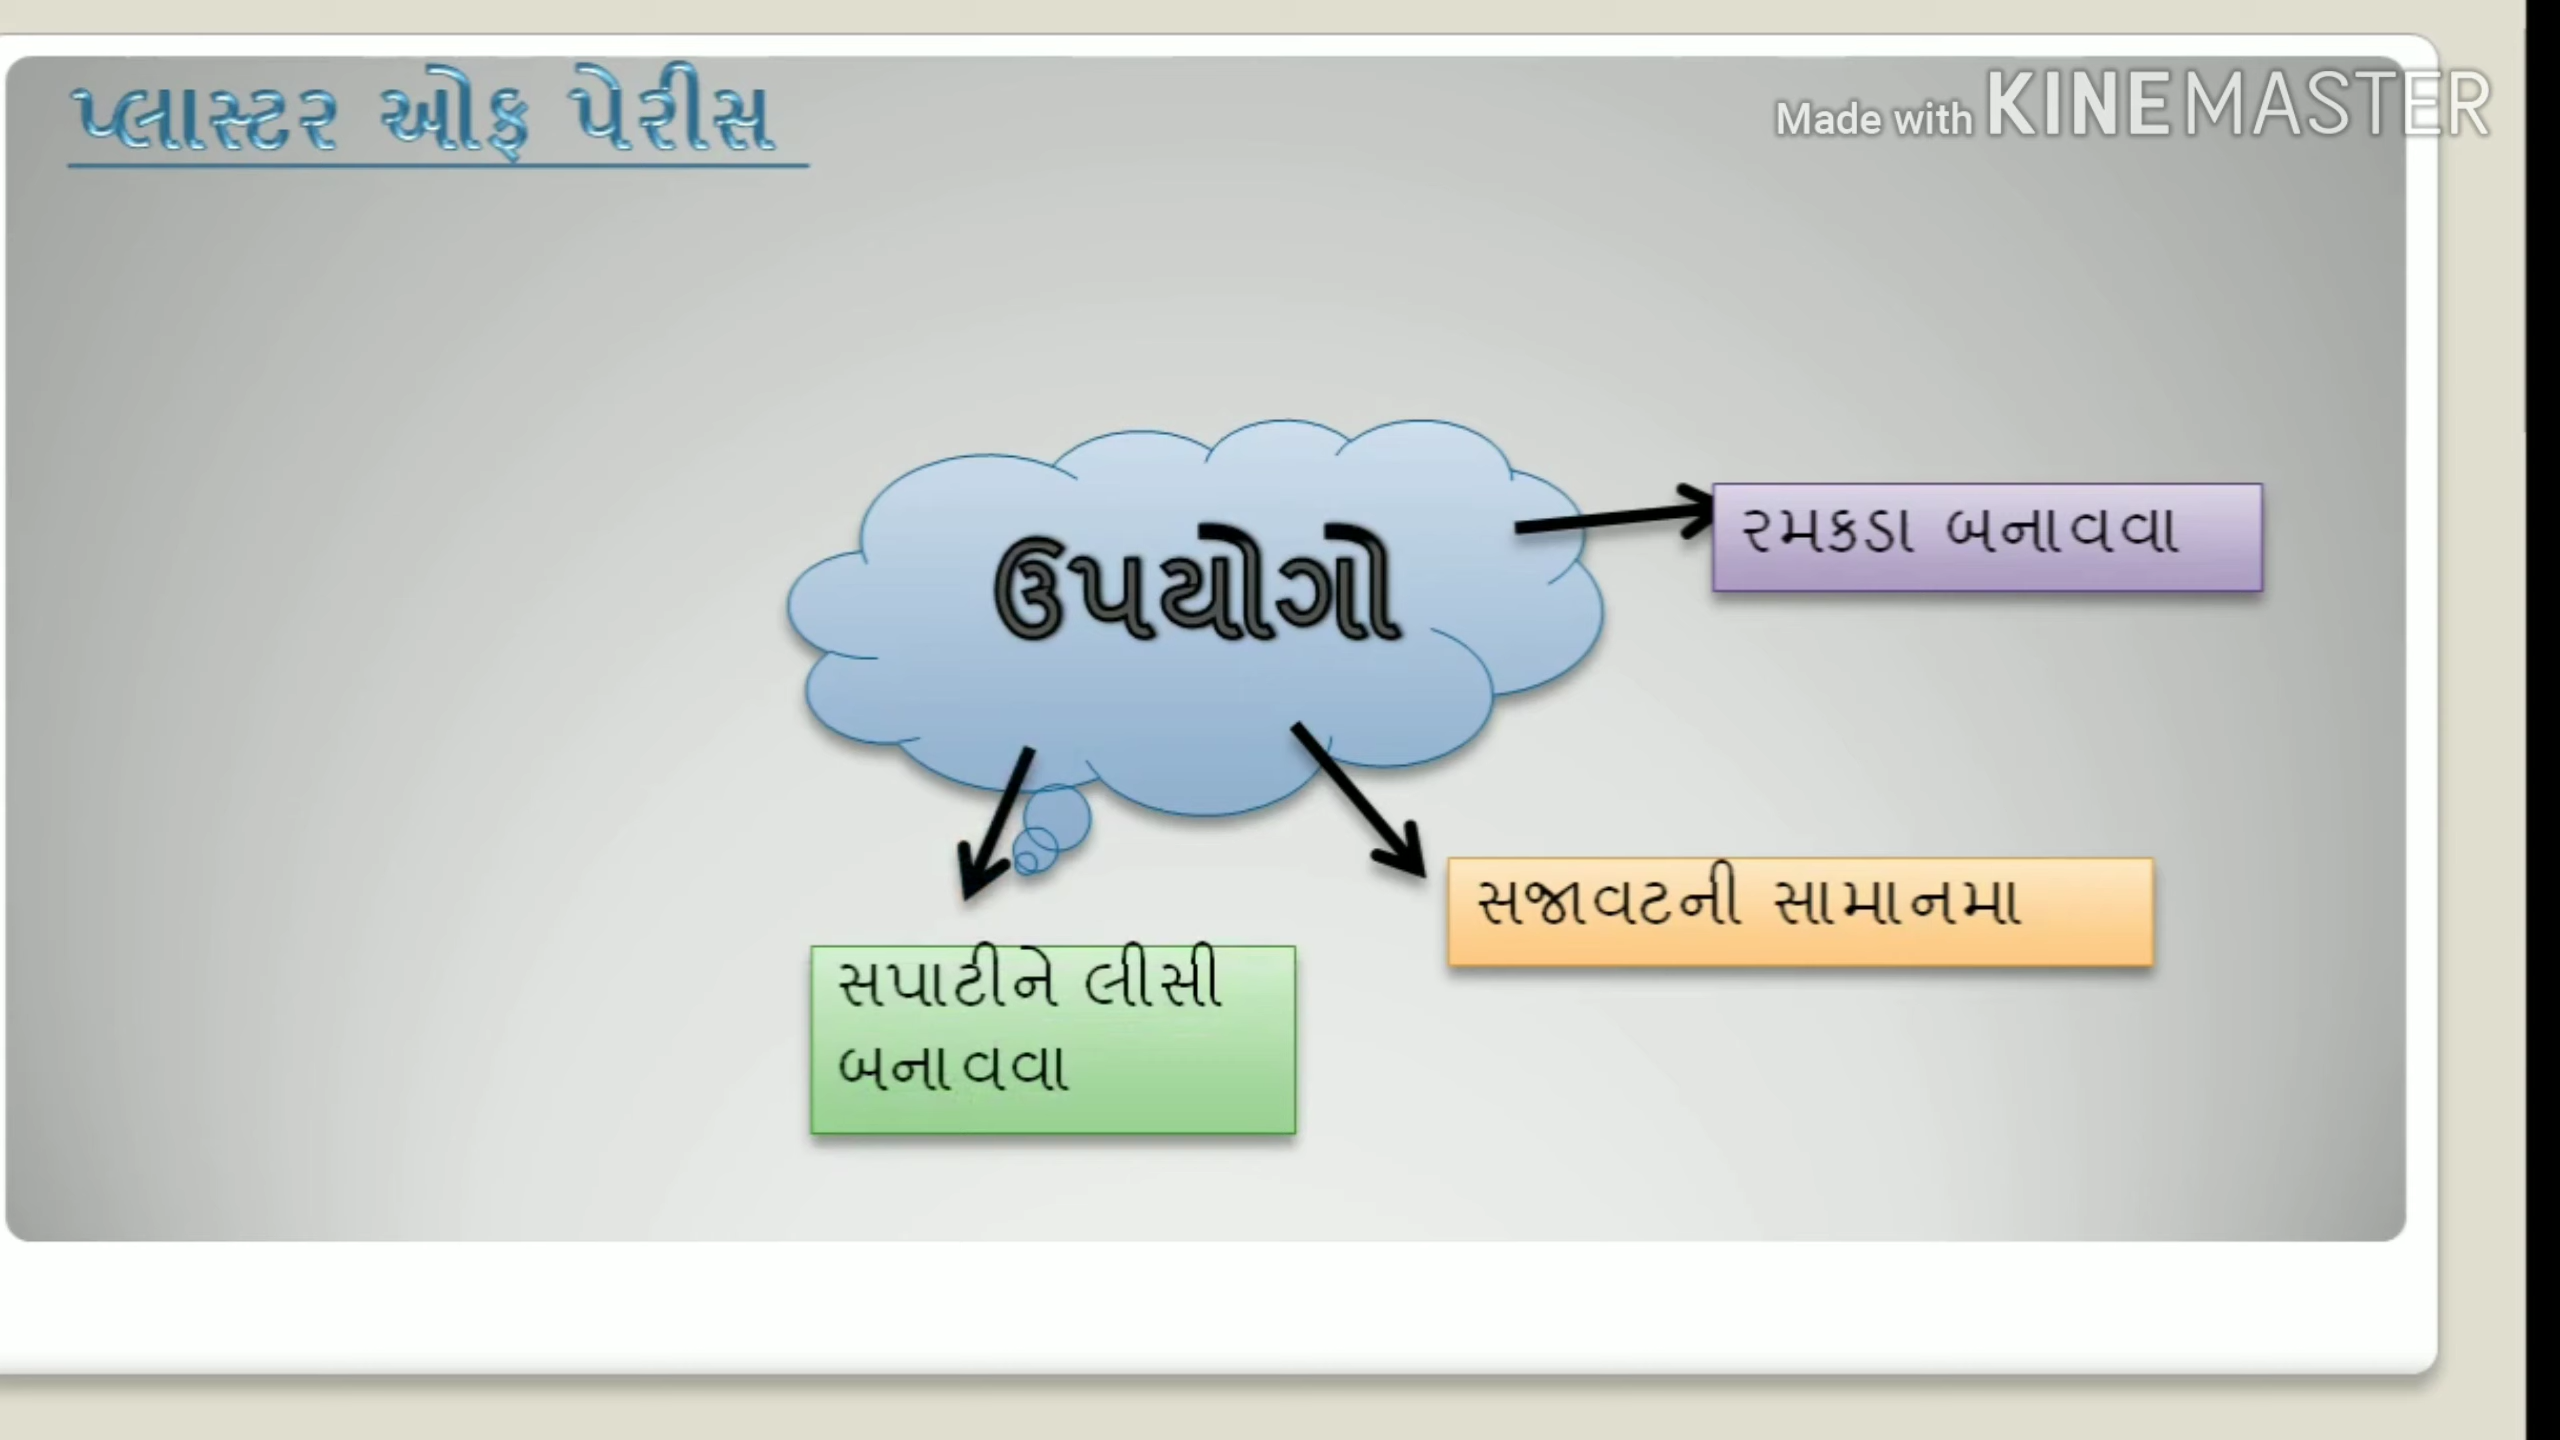 પ્લાસ્ટર ઓફ પેરીસ
Made with KINEMASTER
ઉપયોગો
રમકડા બનાવવા
સજાવટની સામાનમા
સપાટીને લીસી
બનાવવા